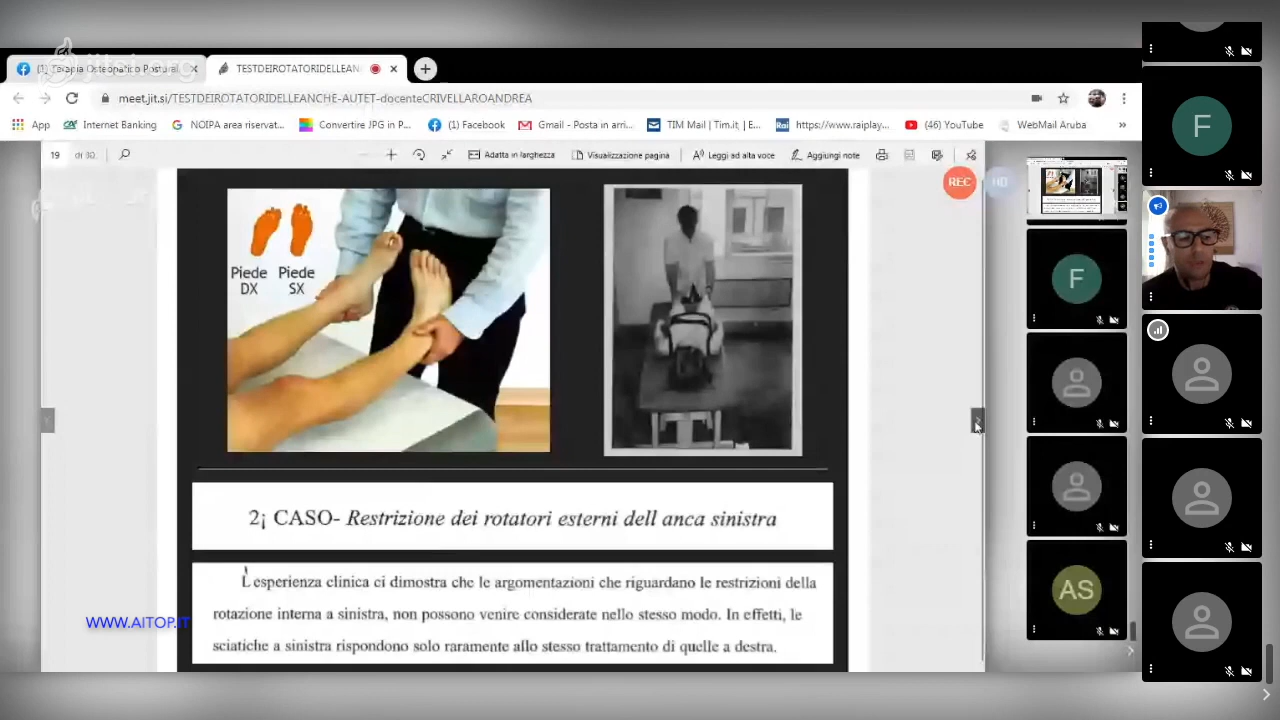 jitsi.org
(1) Terapia Osteopatico Postural
TESTDEIROTATORIDELLEAN
meet.jit.si/TESTDEIROTATORIDELLEANCHE-AUTET-docenteCRIVELLAROANDREA
App
Internet Banking
NOIPA area riservat...
Convertire JPG in P...
(1) Facebook
Gmail - Posta in arri...
TIM Mail | Tim.it, | E...
Rai
https://www.raiplay...
(46) YouTube
WebMail Aruba
19 di 30
Adatta in larghezza
Visualizzazione pagina
Leggi ad alta voce
Aggiungi note
REC
HD
Piede DX
Piede SX
2¡ CASO- Restrizione dei rotatori esterni dell anca sinistra
L'esperienza clinica ci dimostra che le argomentazioni che riguardano le restrizioni della
rotazione interna a sinistra, non possono venire considerate nello stesso modo. In effetti, le
sciatiche a sinistra rispondono solo raramente allo stesso trattamento di quelle a destra.
WWW.AITOP.IT
F
AS
F